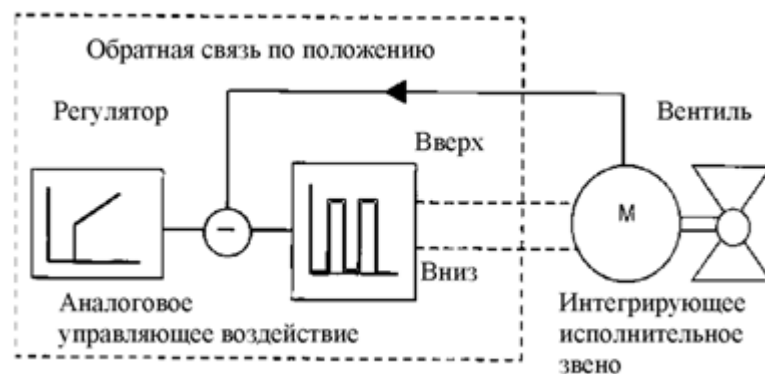 Обратная связь по положению
Регулятор
Вентиль
Вверх
М
Вниз
Аналоговое
управляющее воздействие
Интегрирующее
исполнительное
звено